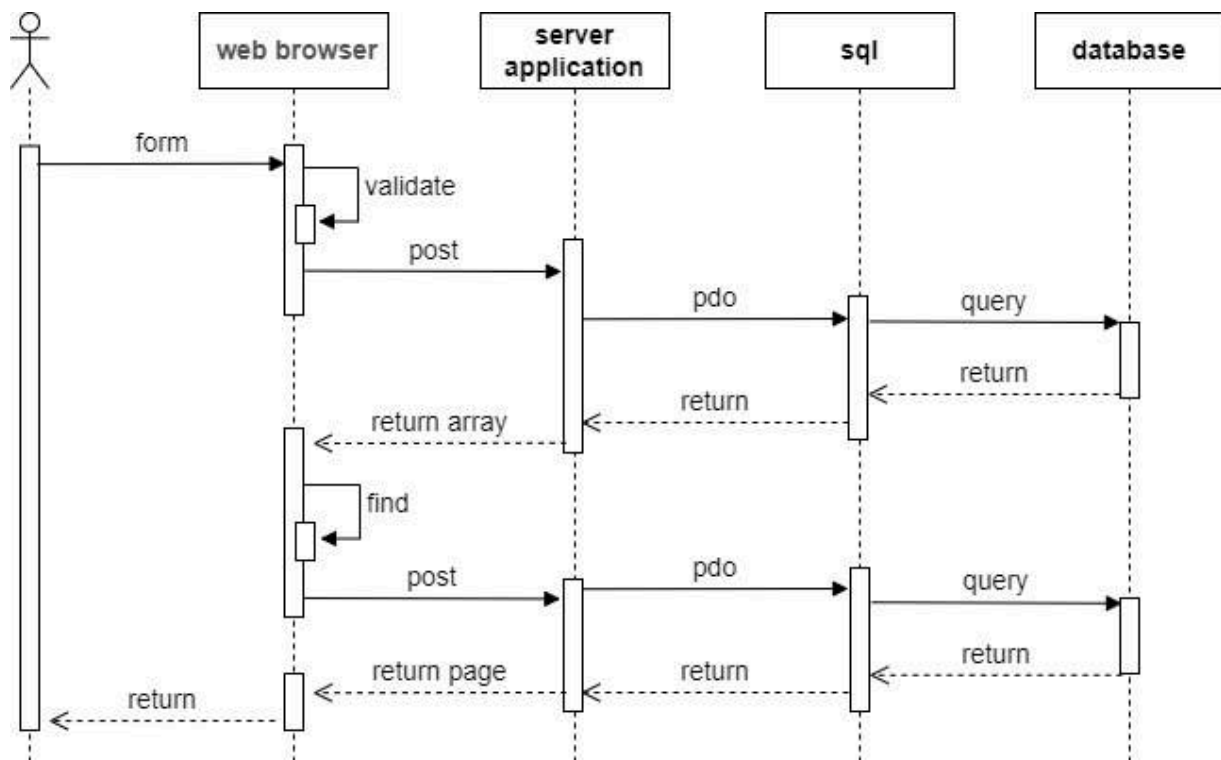 web browser
server
application
sql
database
form
validate
post
pdo
query
return
return
return array
find
post
pdo
query
return
return
return page
return